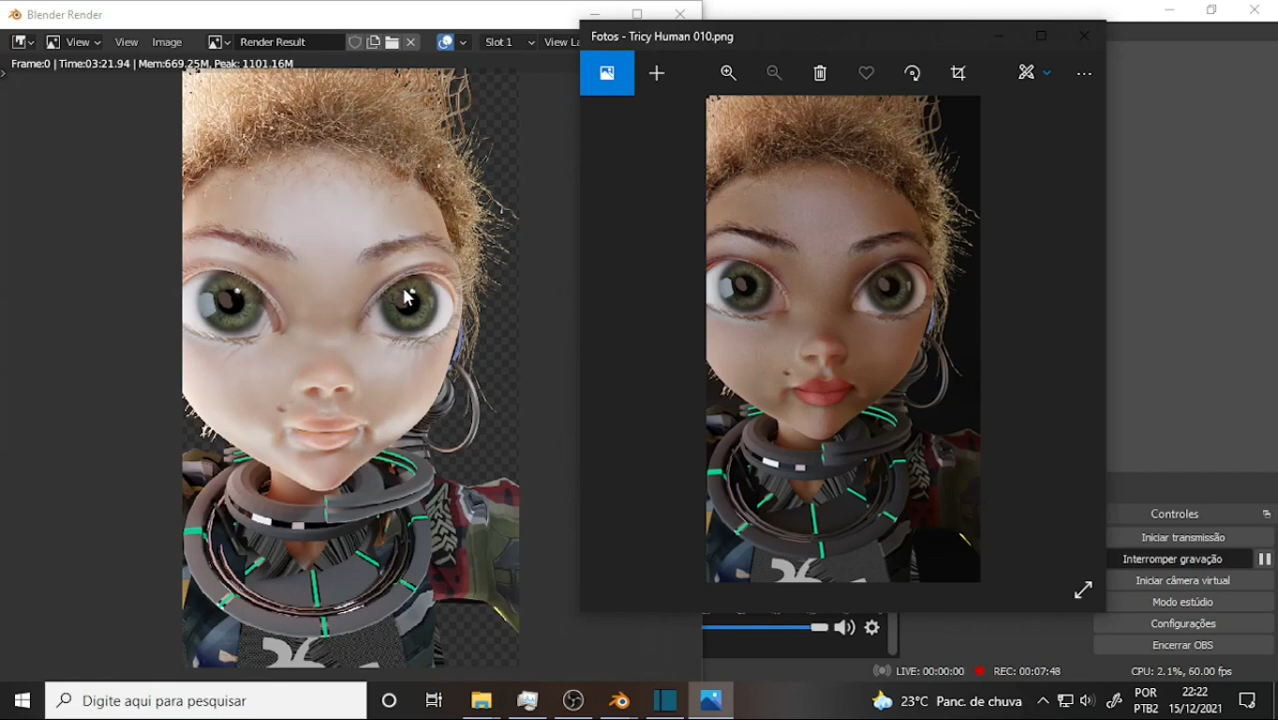 Blender Render
View
View
Image
Render Result
Slot 1
View La
Frame:0 | Time:03:21.94 | Mem:669.25M, Peak: 1101.16M
Fotos - Tricy Human 010.png
Controles
Iniciar transmissão
Interromper gravação
Iniciar câmera virtual
Modo estúdio
Configurações
Encerrar OBS
LIVE: 00:00:00
REC: 00:07:48
CPU: 2.1%, 60.00 fps
Digite aqui para pesquisar
23°C Panc. de chuva
POR
PTB2
22:22
15/12/2021